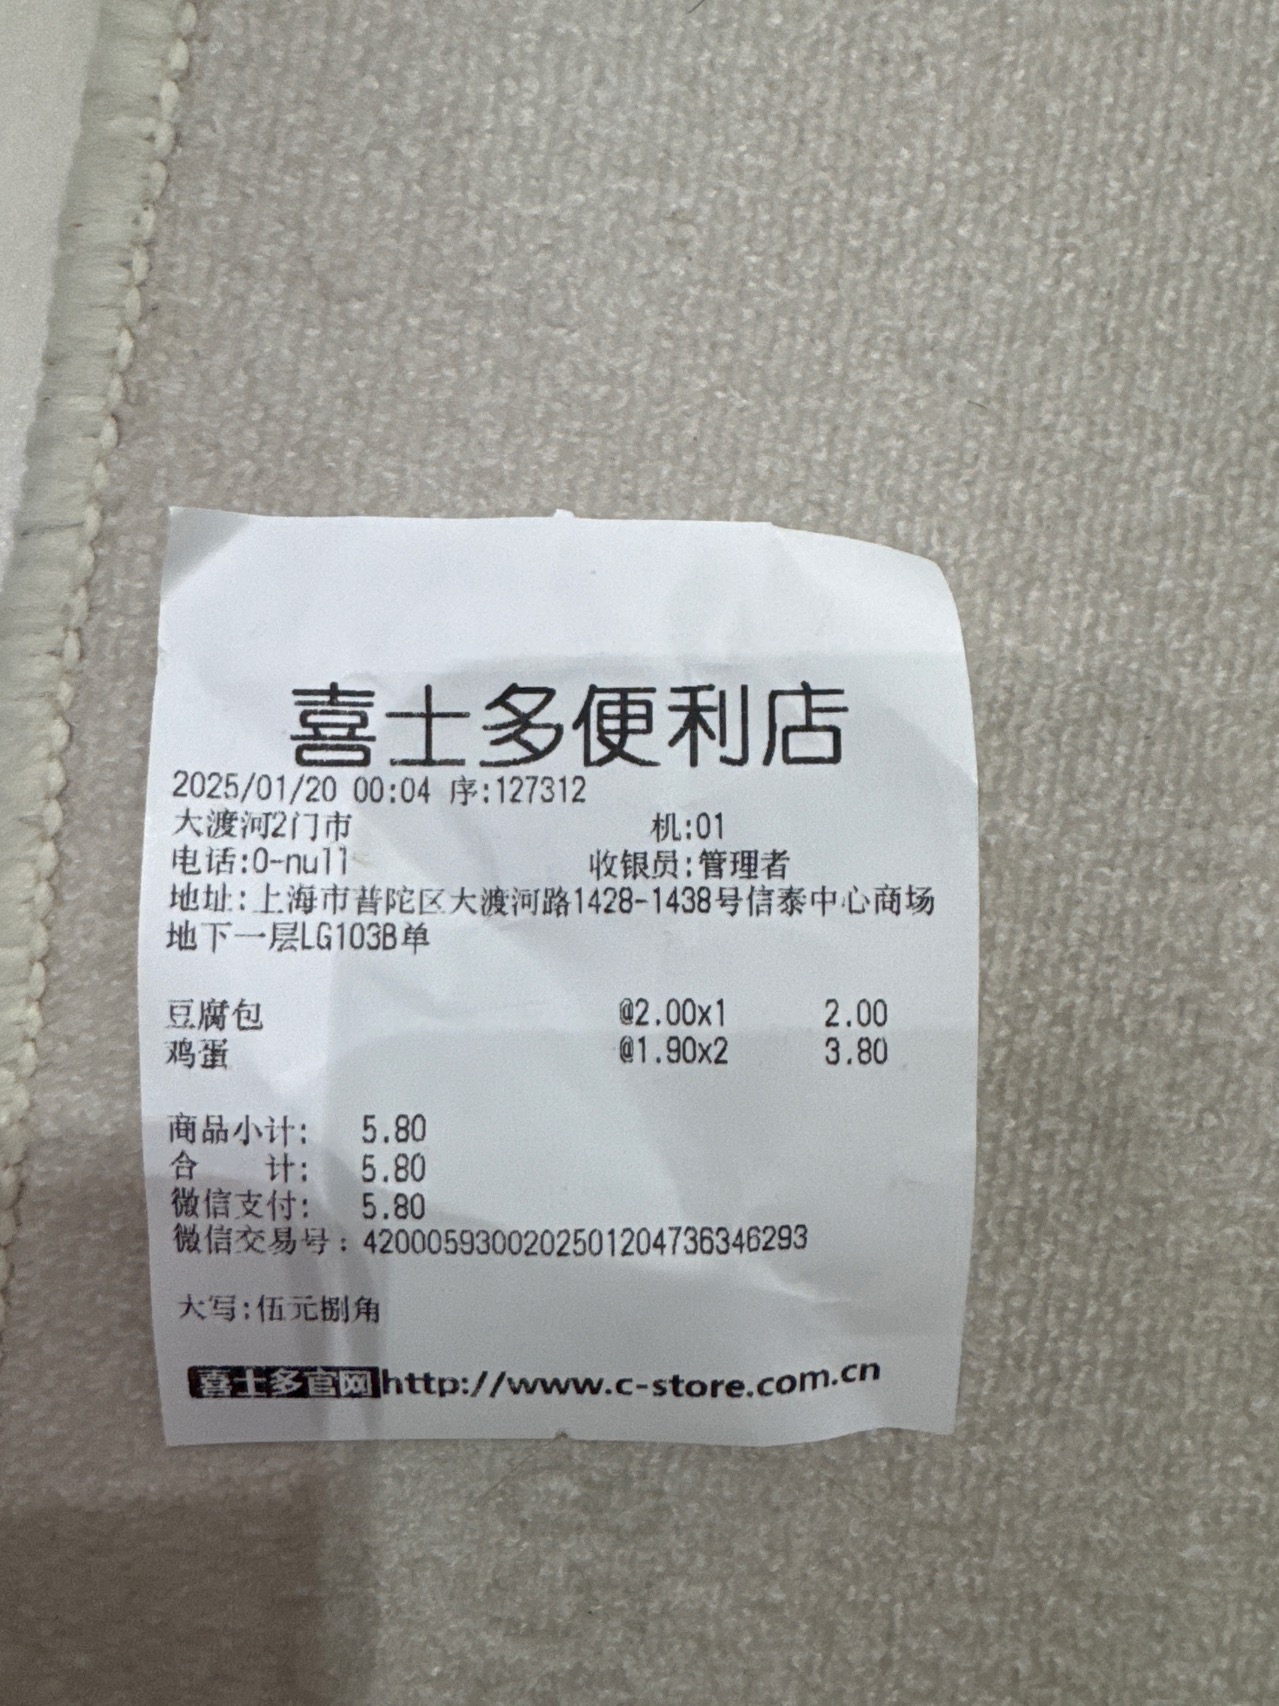 喜士多便利店
2025/01/20 00:04 序:127312
大渡河2门市 机:01
电话:0-null 收银员:管理者
地址:上海市普陀区大渡河路1428-1438号信泰中心商场
地下一层LG103B单
豆腐包 @2.00x1 2.00
鸡蛋 @1.90x2 3.80
商品小计: 5.80
合 计: 5.80
微信支付: 5.80
微信交易号：4200059300202501204736346293
大写:伍元捌角
喜士多官网http://www.c-store.com.cn